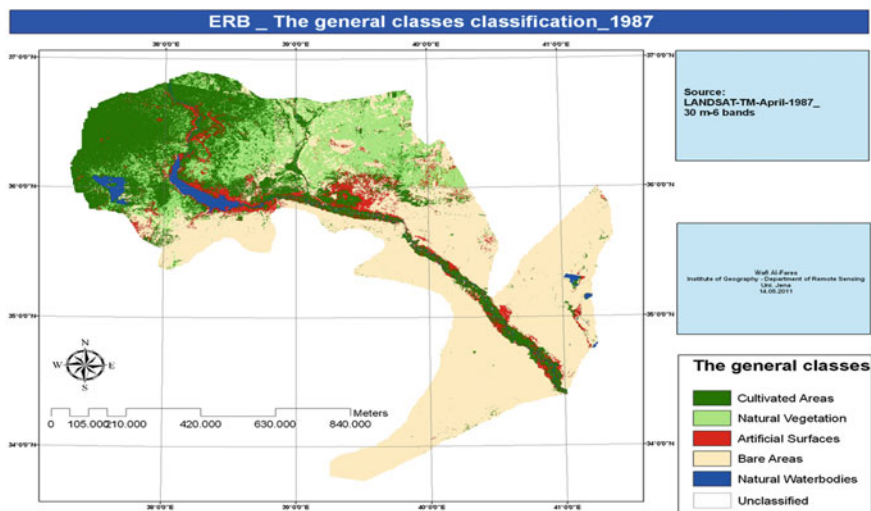 ERB _ The general classes classification_1987
38°0'0"E 39°0'0"E 40°0'0"E 41°0'0"E
37°0'0"N 37°0'0"N
36°0'0"N 36°0'0"N
35°0'0"N 35°0'0"N
34°0'0"N 34°0'0"N
38°0'0"E 39°0'0"E 40°0'0"E 41°0'0"E
Source:
LANDSAT-TM-April-1987_
30 m-6 bands
Wafi Al-Fares
Institute of Geography - Department of Remote Sensing
Uni. Jena
14.05.2011
N
W E
S
Meters
0 105.000 210.000 420.000 630.000 840.000
The general classes
Cultivated Areas
Natural Vegetation
Artificial Surfaces
Bare Areas
Natural Waterbodies
Unclassified